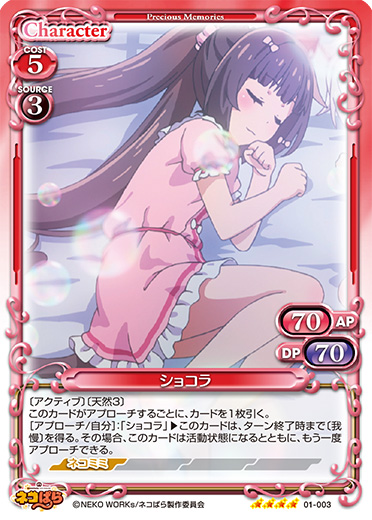 Precious Memories
Character
COST
5
SOURCE
3
70 AP
DP 70
ショコラ
〔アクティブ〕〔天然3〕
このカードがアプローチするごとに、カードを1枚引く。
［アプローチ/自分］：「ショコラ」▶このカードは、ターン終了時まで〔我
慢〕を得る。その場合、このカードは活動状態になるとともに、もう一度
アプローチできる。
ネコミミ
ネコぱら
©NEKO WORKs/ネコぱら製作委員会
★★★★ 01-003